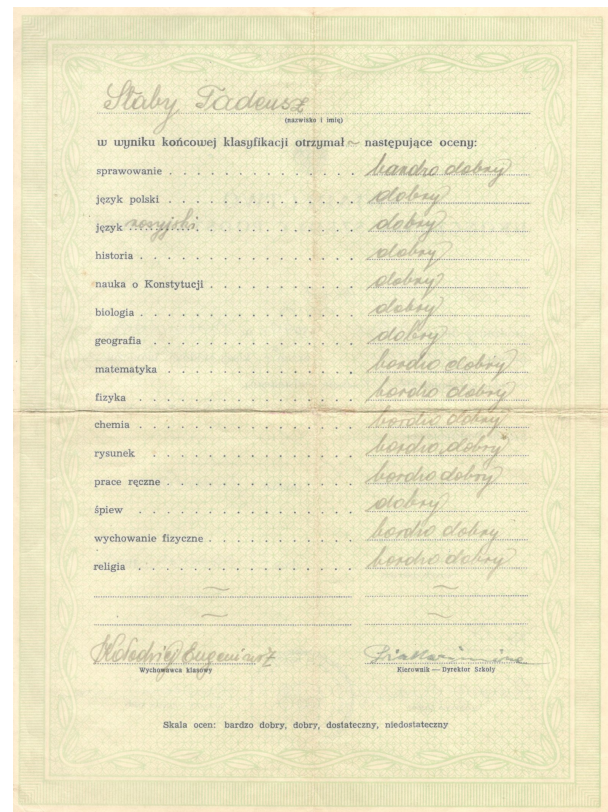 Słaby Tadeusz
(nazwisko i imię)
w wyniku końcowej klasyfikacji otrzymał ~ następujące oceny:
sprawowanie . . . . . . . . . . . . . . bardzo dobry
język polski . . . . . . . . . . . . . . dobry
język rosyjski . . . . . . . . . . . . . dobry
historia . . . . . . . . . . . . . . . . dobry
nauka o Konstytucji . . . . . . . . . . dobry
biologia . . . . . . . . . . . . . . . . dobry
geografia . . . . . . . . . . . . . . . dobry
matematyka . . . . . . . . . . . . . . bardzo dobry
fizyka . . . . . . . . . . . . . . . . . bardzo dobry
chemia . . . . . . . . . . . . . . . . . bardzo dobry
rysunek . . . . . . . . . . . . . . . . bardzo dobry
prace ręczne . . . . . . . . . . . . . . bardzo dobry
śpiew . . . . . . . . . . . . . . . . . dobry
wychowanie fizyczne . . . . . . . . . . bardzo dobry
religia . . . . . . . . . . . . . . . . bardzo dobry
~ ~
~ ~
Kołodziej Eugeniusz
Wychowawca klasowy Kierownik — Dyrektor Szkoły
Skala ocen: bardzo dobry, dobry, dostateczny, niedostateczny